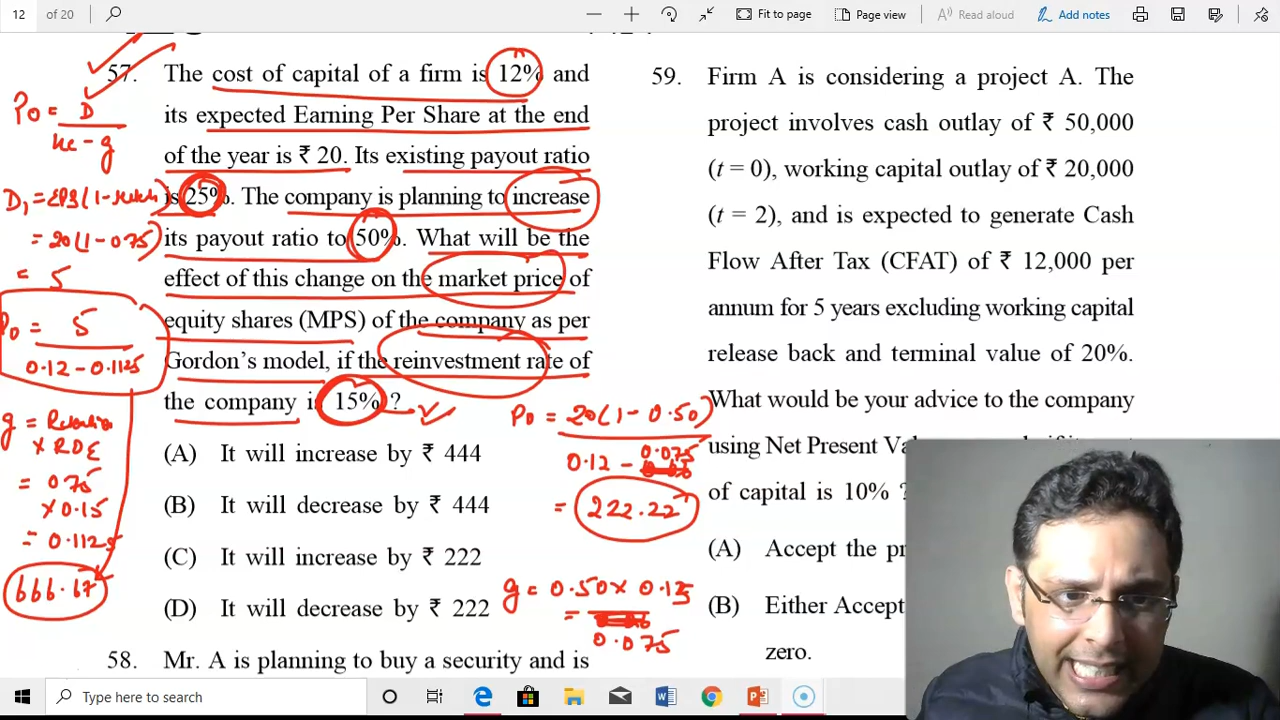 12 of 20
Fit to page
Page view
Read aloud
Add notes
57. The cost of capital of a firm is 12% and
its expected Earning Per Share at the end
of the year is ₹ 20. Its existing payout ratio
is 25%. The company is planning to increase
its payout ratio to 50%. What will be the
effect of this change on the market price of
equity shares (MPS) of the company as per
Gordon's model, if the reinvestment rate of
the company is 15% ?
(A) It will increase by ₹ 444
(B) It will decrease by ₹ 444
(C) It will increase by ₹ 222
(D) It will decrease by ₹ 222
58. Mr. A is planning to buy a security and is
P0 = D
ke - g
D1 = EPS(1-
= 20(1-075)
= 5
P0 = 5
0.12 - 0.1125
g =
X ROE
= 075
X 0.15
= 0.1125
666.67
P0 = 20(1-0.50)
0.12 - 0.075
= 222.22
g = 0.50 x 0.15
=
0.075
59. Firm A is considering a project A. The
project involves cash outlay of ₹ 50,000
(t = 0), working capital outlay of ₹ 20,000
(t = 2), and is expected to generate Cash
Flow After Tax (CFAT) of ₹ 12,000 per
annum for 5 years excluding working capital
release back and terminal value of 20%.
What would be your advice to the company
using Net Present
of capital is 10% ?
(A) Accept the
(B) Either Accept
zero.
Type here to search